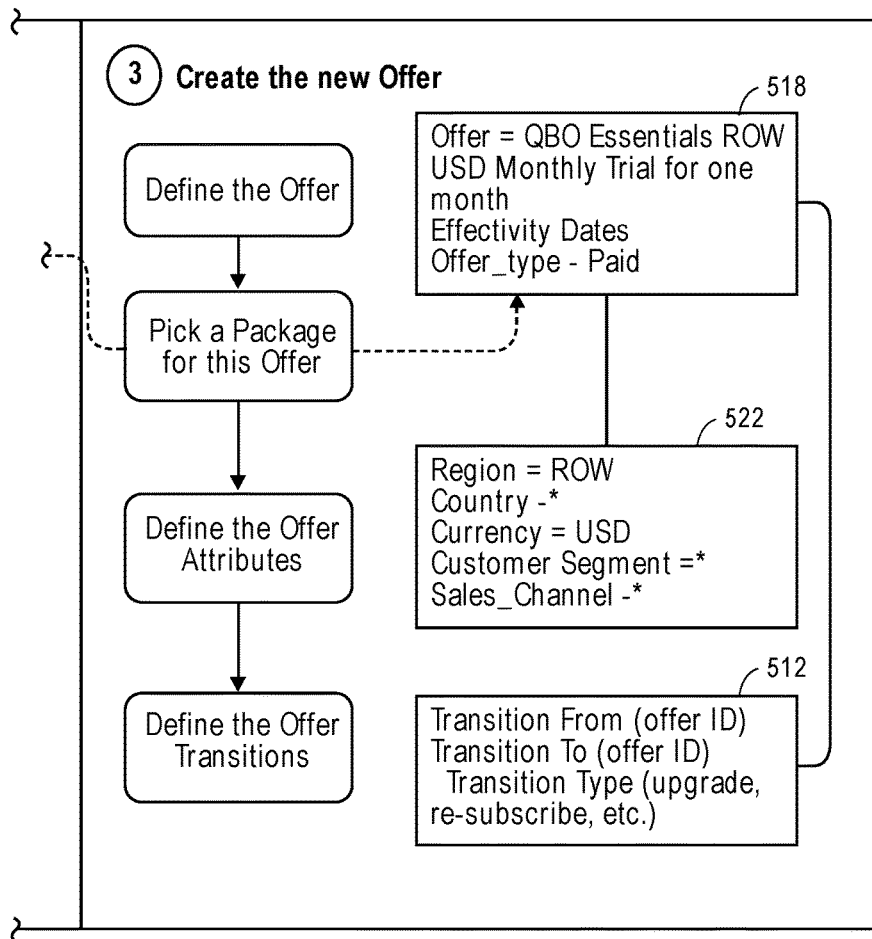 3 Create the new Offer
Define the Offer
Pick a Package
for this Offer
Define the Offer
Attributes
Define the Offer
Transitions
518
Offer = QBO Essentials ROW
USD Monthly Trial for one
month
Effectivity Dates
Offer_type - Paid
522
Region = ROW
Country -*
Currency = USD
Customer Segment =*
Sales_Channel -*
512
Transition From (offer ID)
Transition To (offer ID)
Transition Type (upgrade,
re-subscribe, etc.)